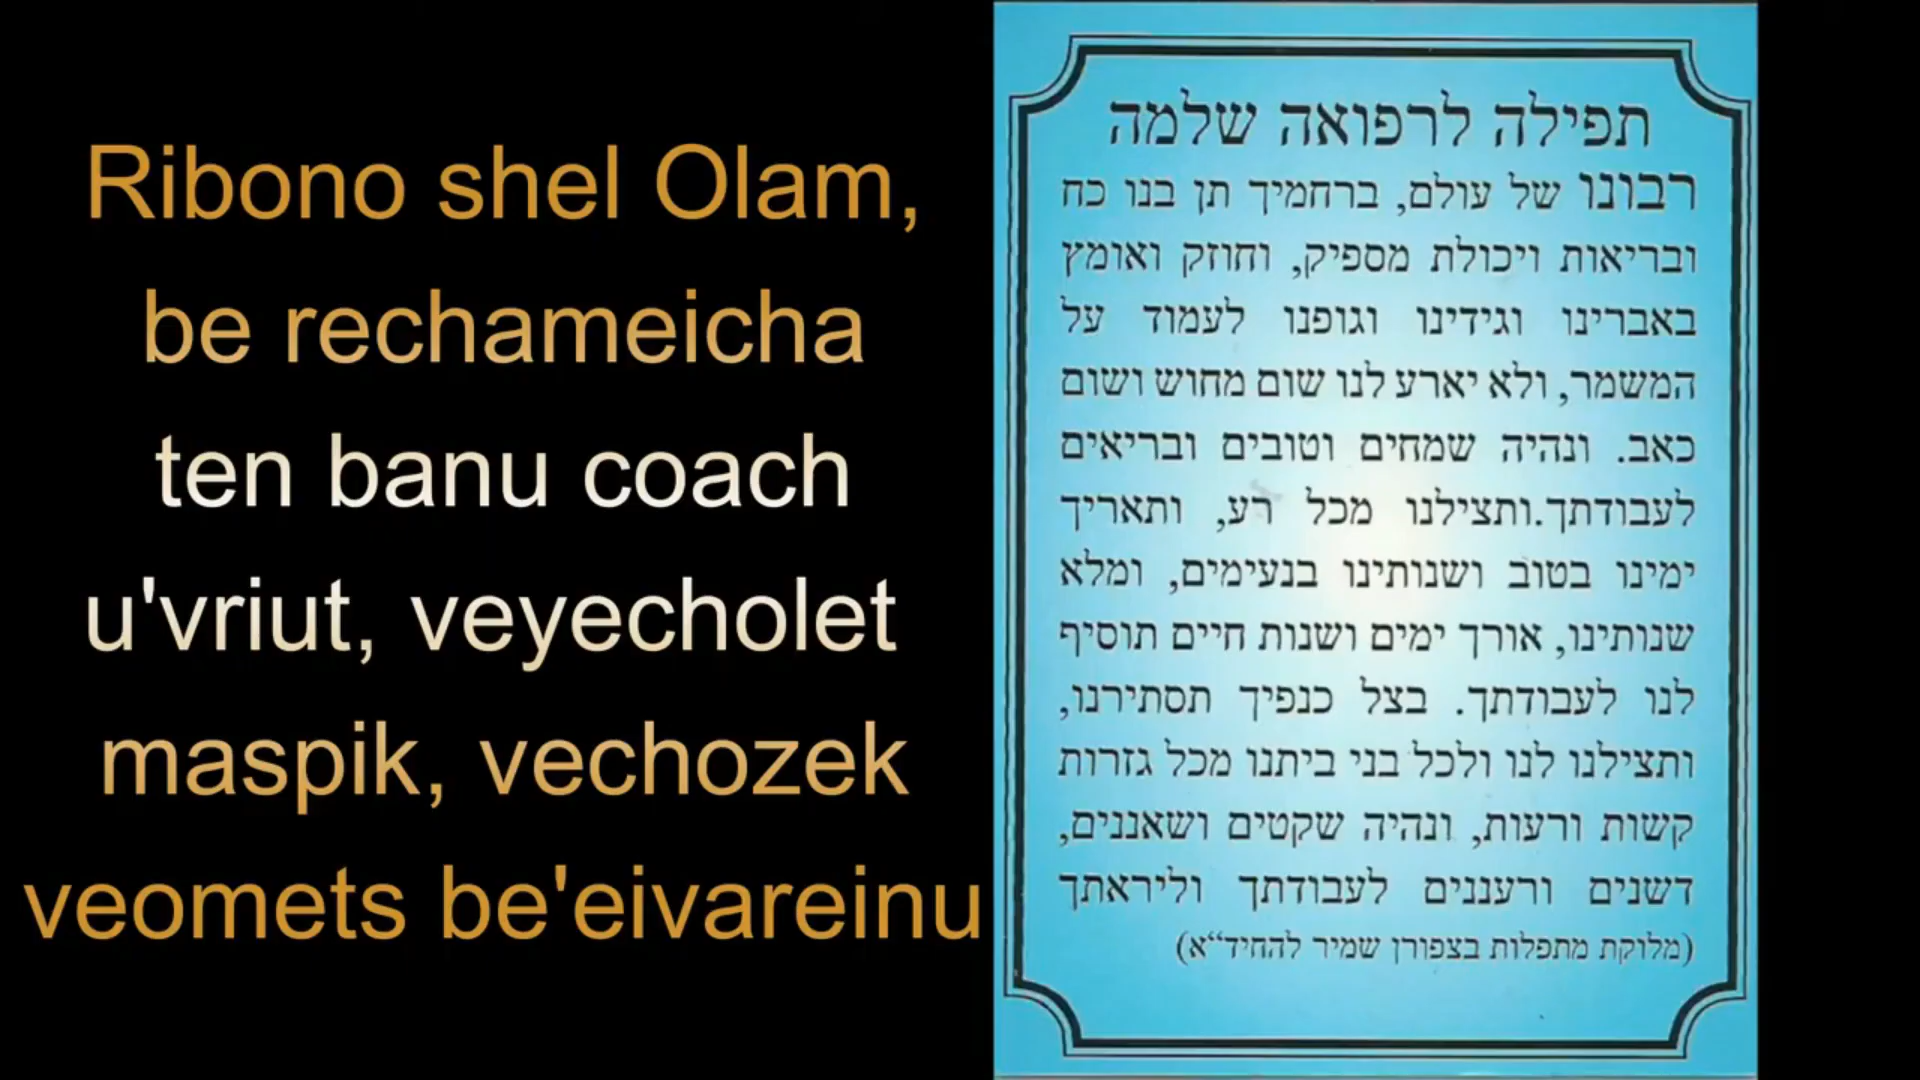 Ribono shel Olam,
be rechameicha
ten banu coach
u'vriut, veyecholet
maspik, vechozek
veomets be'eivareinu
תפילה לרפואה שלמה
רבונו של עולם, ברחמיך תן בנו כח
ובריאות ויכולת מספיק, וחוזק ואומץ
באברינו וגידינו וגופנו לעמוד על
המשמר, ולא יארע לנו שום מחוש ושום
כאב. ונהיה שמחים וטובים ובריאים
לעבודתך.ותצילנו מכל רע, ותאריך
ימינו בטוב ושנותינו בנעימים, ומלא
שנותינו, אורך ימים ושנות חיים תוסיף
לנו לעבודתך. בצל כנפיך תסתירנו,
ותצילנו לנו ולכל בני ביתנו מכל גזרות
קשות ורעות, ונהיה שקטים ושאננים,
דשנים ורעננים לעבודתך וליראתך
(מלוקת מתפלות בצפורן שמיר להחיד“א)